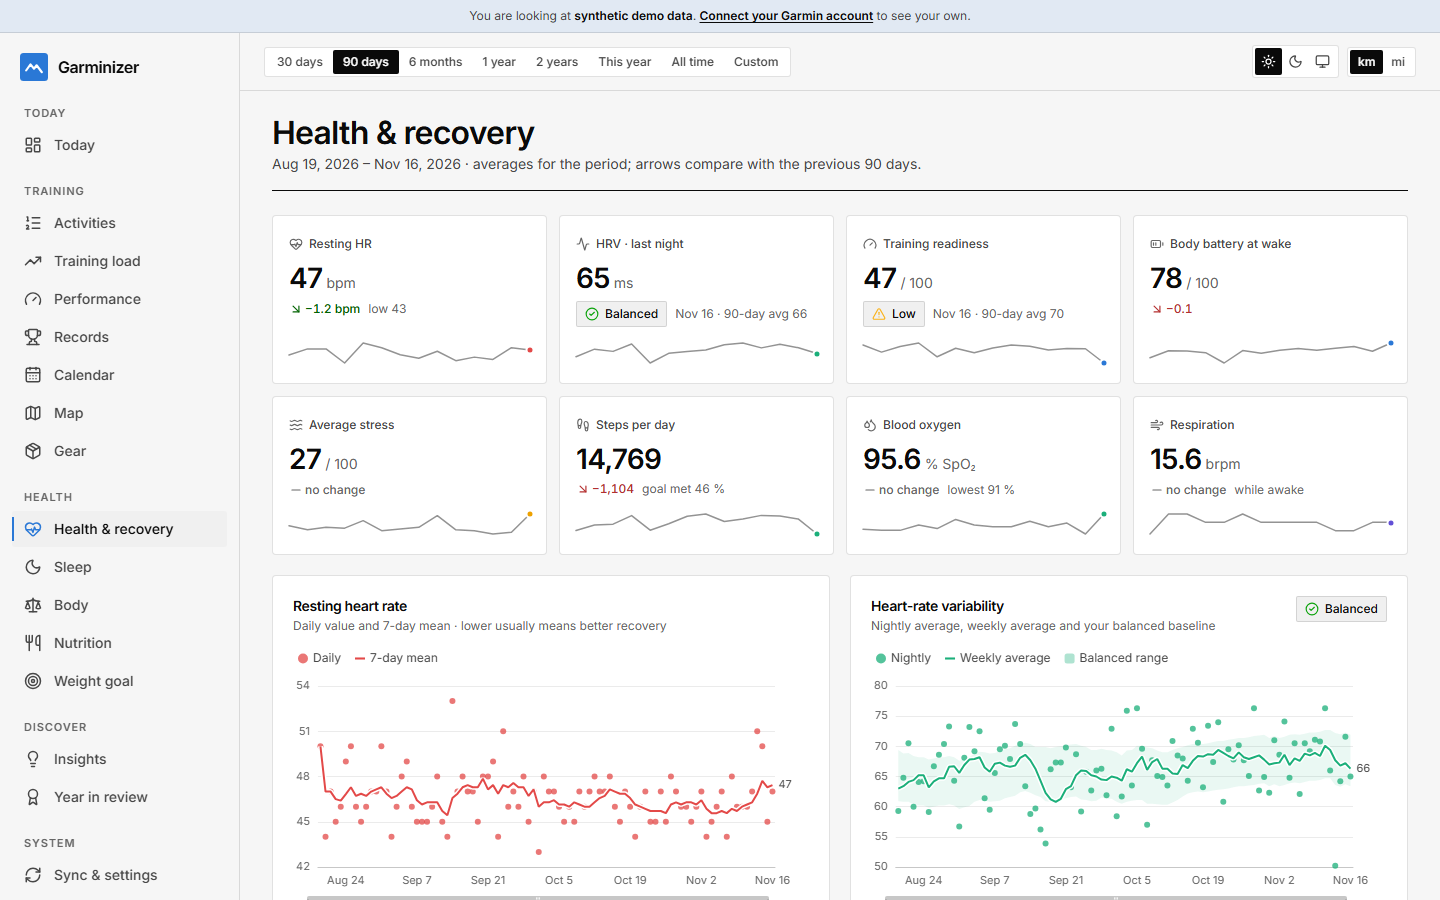 You are looking at synthetic demo data. Connect your Garmin account to see your own.
Garminizer
30 days 90 days 6 months 1 year 2 years This year All time Custom
km mi
TODAY
Today
TRAINING
Activities
Training load
Performance
Records
Calendar
Map
Gear
HEALTH
Health & recovery
Sleep
Body
Nutrition
Weight goal
DISCOVER
Insights
Year in review
SYSTEM
Sync & settings
Health & recovery
Aug 19, 2026 – Nov 16, 2026 · averages for the period; arrows compare with the previous 90 days.
Resting HR
47 bpm
−1.2 bpm low 43
HRV · last night
65 ms
Balanced Nov 16 · 90-day avg 66
Training readiness
47 / 100
Low Nov 16 · 90-day avg 70
Body battery at wake
78 / 100
−0.1
Average stress
27 / 100
no change
Steps per day
14,769
−1,104 goal met 46 %
Blood oxygen
95.6 % SpO₂
no change lowest 91 %
Respiration
15.6 brpm
no change while awake
Resting heart rate
Daily value and 7-day mean · lower usually means better recovery
Daily 7-day mean
54
51
48
45
42
47
Aug 24 Sep 7 Sep 21 Oct 5 Oct 19 Nov 2 Nov 16
Heart-rate variability
Balanced
Nightly average, weekly average and your balanced baseline
Nightly Weekly average Balanced range
80
75
70
65
60
55
50
66
Aug 24 Sep 7 Sep 21 Oct 5 Oct 19 Nov 2 Nov 16